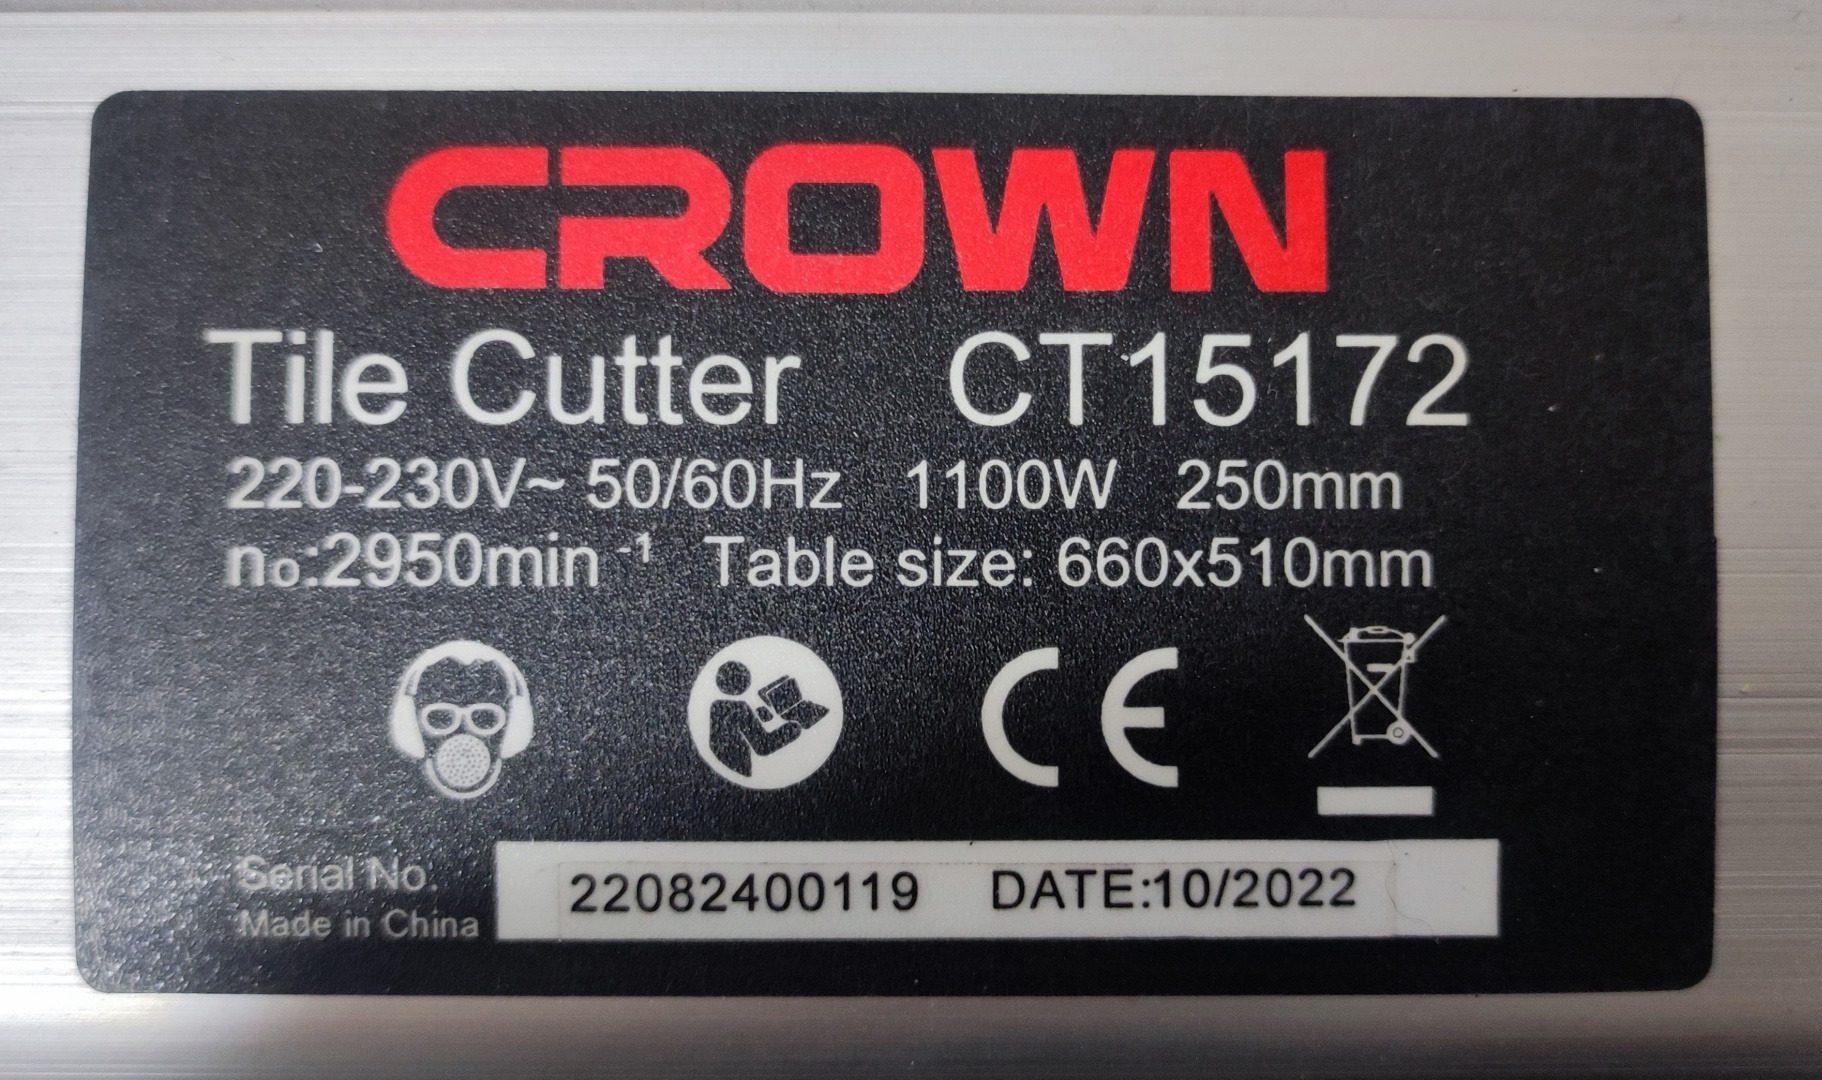 CROWN
Tile Cutter CT15172
220-230V~ 50/60Hz 1100W 250mm
no:2950min⁻¹ Table size: 660x510mm
CE
Serial No. 22082400119 DATE:10/2022
Made in China